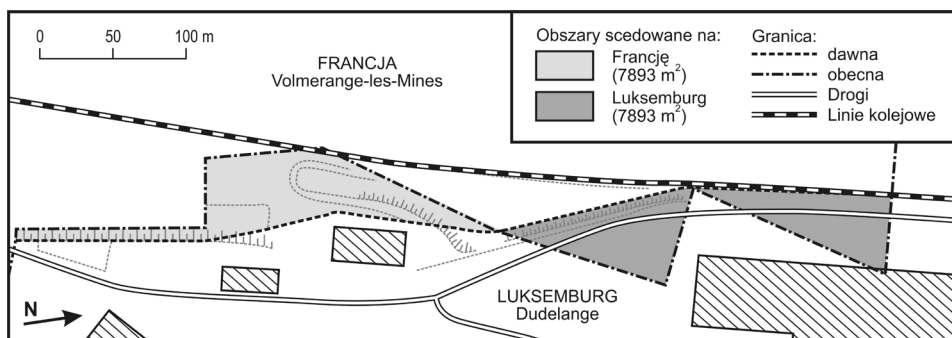 0 50 100 m
FRANCJA
Volmerange-les-Mines
Obszary scedowane na:
Francję
(7893 m²)
Luksemburg
(7893 m²)
Granica:
dawna
obecna
Drogi
Linie kolejowe
LUKSEMBURG
Dudelange
N